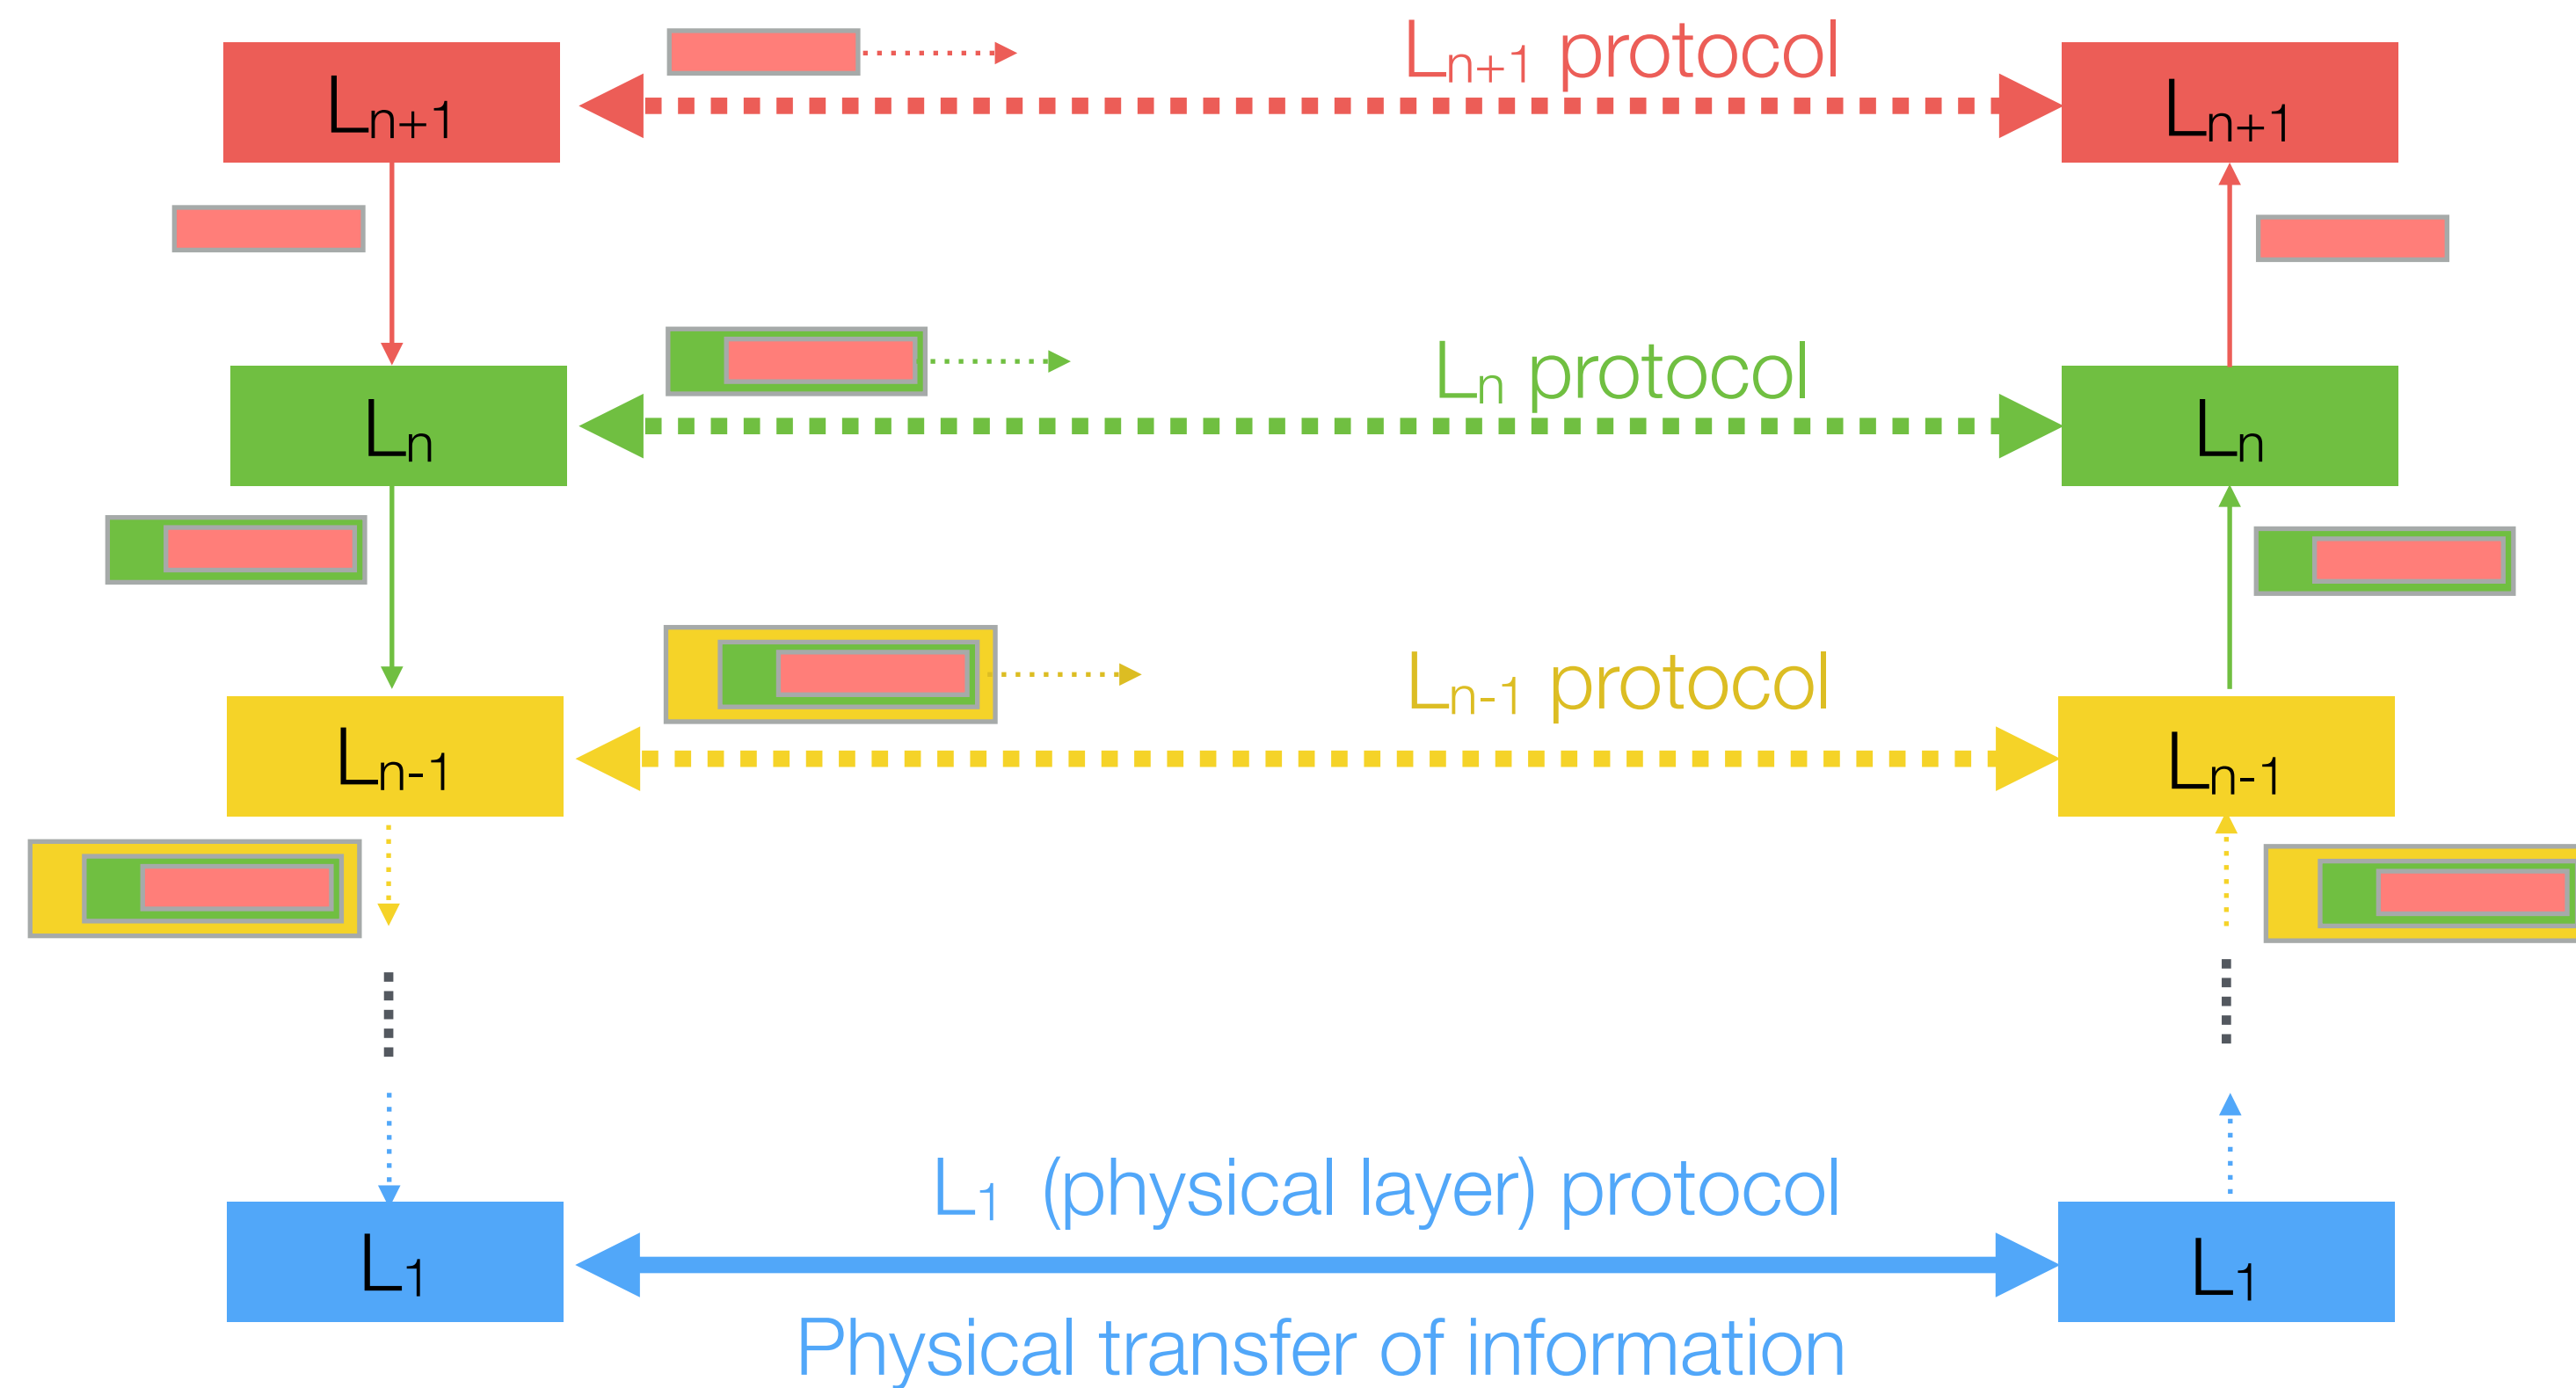 Ln+1
Ln+1 protocol
Ln+1
Ln
Ln protocol
Ln
Ln-1
Ln-1 protocol
Ln-1
L1
L1 (physical layer) protocol
L1
Physical transfer of information